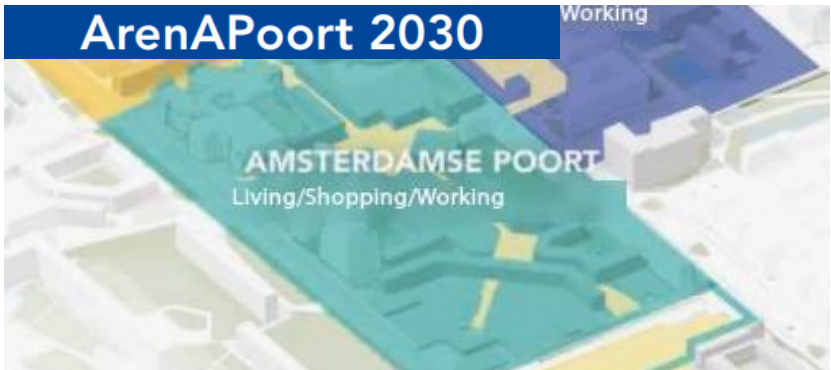 ArenAPoort 2030
Working
AMSTERDAMSE POORT
Living/Shopping/Working